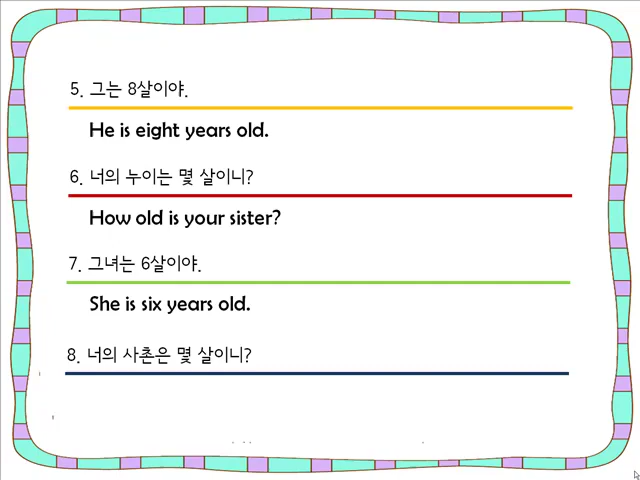 5. 그는 8살이야.
He is eight years old.
6. 너의 누이는 몇 살이니?
How old is your sister?
7. 그녀는 6살이야.
She is six years old.
8. 너의 사촌은 몇 살이니?